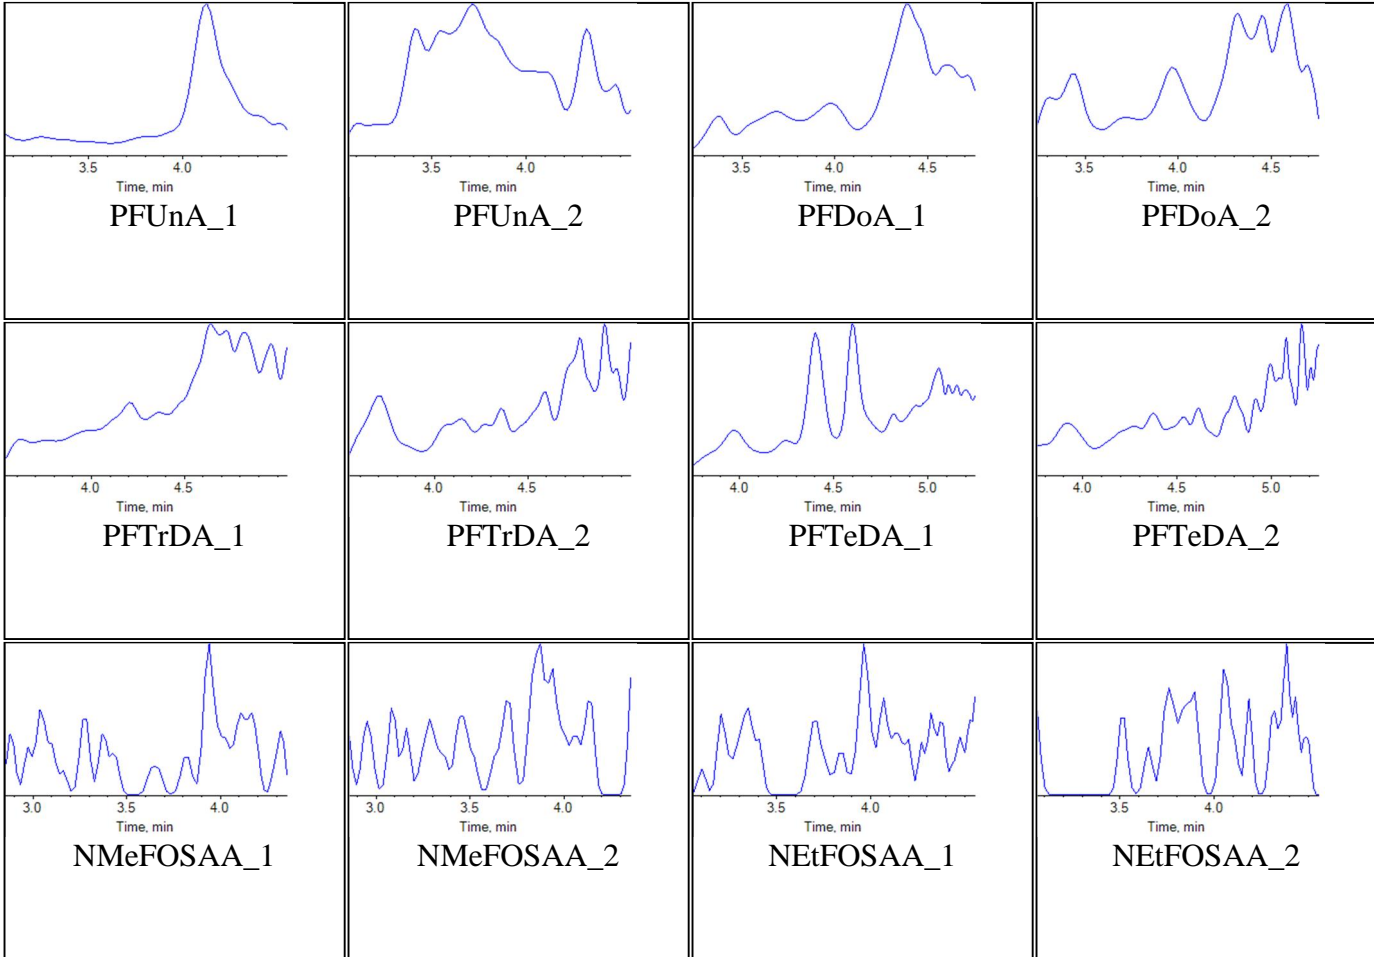 3.5 4.0
Time, min
PFUnA_1
3.5 4.0
Time, min
PFUnA_2
3.5 4.0 4.5
Time, min
PFDoA_1
3.5 4.0 4.5
Time, min
PFDoA_2
4.0 4.5
Time, min
PFTrDA_1
4.0 4.5
Time, min
PFTrDA_2
4.0 4.5 5.0
Time, min
PFTeDA_1
4.0 4.5 5.0
Time, min
PFTeDA_2
3.0 3.5 4.0
Time, min
NMeFOSAA_1
3.0 3.5 4.0
Time, min
NMeFOSAA_2
3.5 4.0
Time, min
NEtFOSAA_1
3.5 4.0
Time, min
NEtFOSAA_2